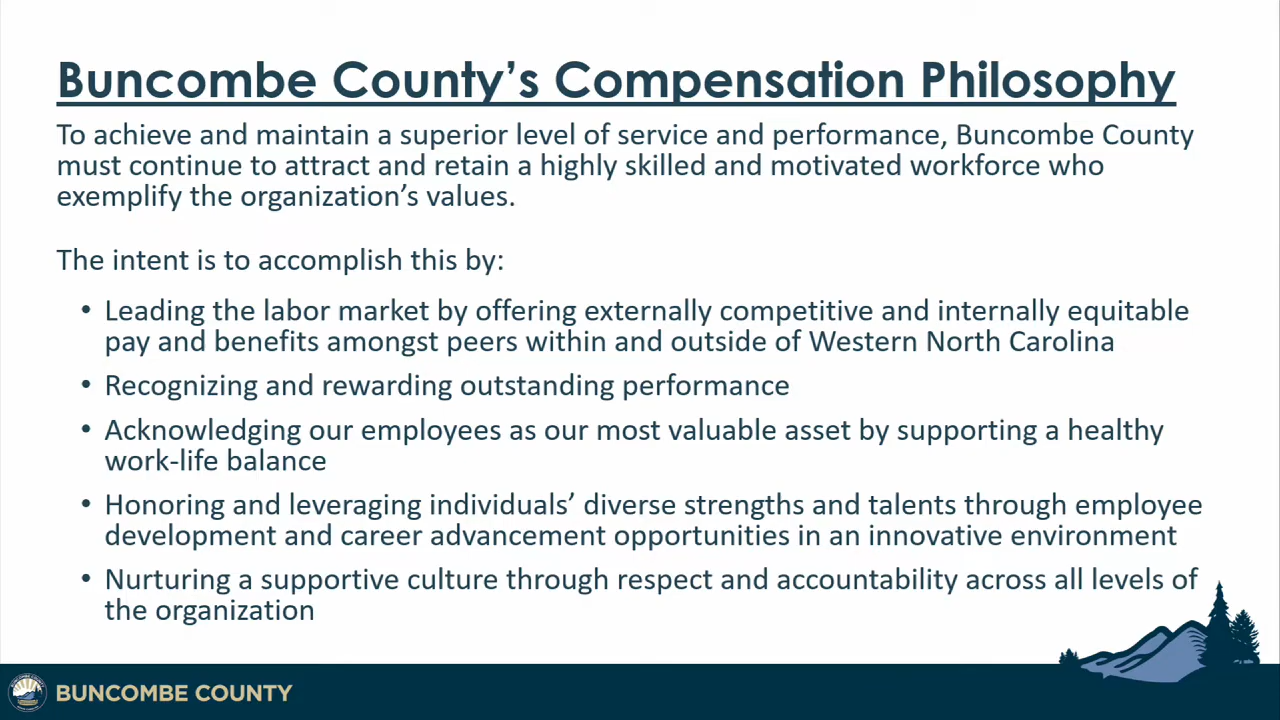 Buncombe County’s Compensation Philosophy
To achieve and maintain a superior level of service and performance, Buncombe County
must continue to attract and retain a highly skilled and motivated workforce who
exemplify the organization’s values.
The intent is to accomplish this by:
• Leading the labor market by offering externally competitive and internally equitable
pay and benefits amongst peers within and outside of Western North Carolina
• Recognizing and rewarding outstanding performance
• Acknowledging our employees as our most valuable asset by supporting a healthy
work-life balance
• Honoring and leveraging individuals’ diverse strengths and talents through employee
development and career advancement opportunities in an innovative environment
• Nurturing a supportive culture through respect and accountability across all levels of
the organization
BUNCOMBE COUNTY